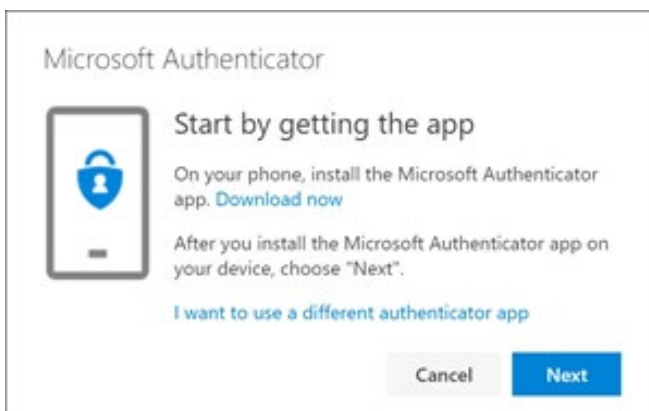 Microsoft Authenticator
Start by getting the app
On your phone, install the Microsoft Authenticator
app. Download now
After you install the Microsoft Authenticator app on
your device, choose "Next".
I want to use a different authenticator app
Cancel
Next